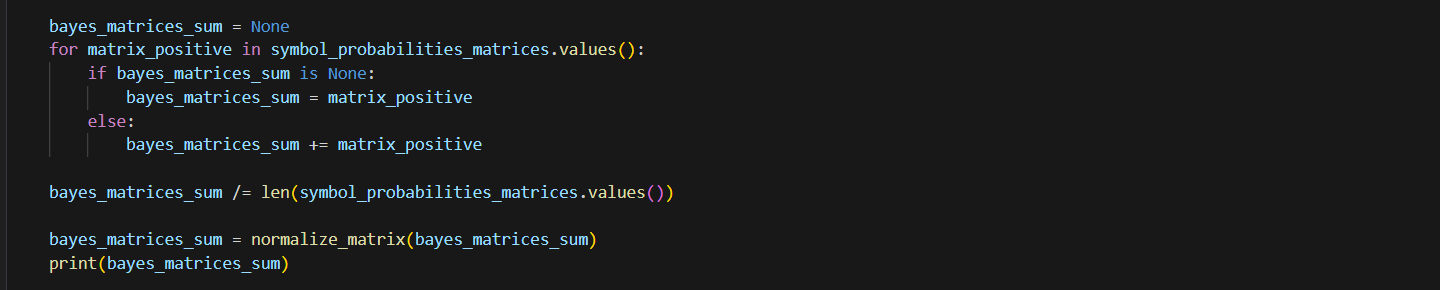 bayes_matrices_sum = None
for matrix_positive in symbol_probabilities_matrices.values():
    if bayes_matrices_sum is None:
        bayes_matrices_sum = matrix_positive
    else:
        bayes_matrices_sum += matrix_positive
bayes_matrices_sum /= len(symbol_probabilities_matrices.values())
bayes_matrices_sum = normalize_matrix(bayes_matrices_sum)
print(bayes_matrices_sum)